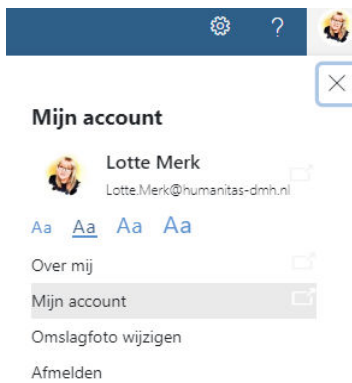 ?
Mijn account
Lotte Merk
Lotte.Merk@humanitas-dmh.nl
Aa Aa Aa Aa
Over mij
Mijn account
Omslagfoto wijzigen
Afmelden